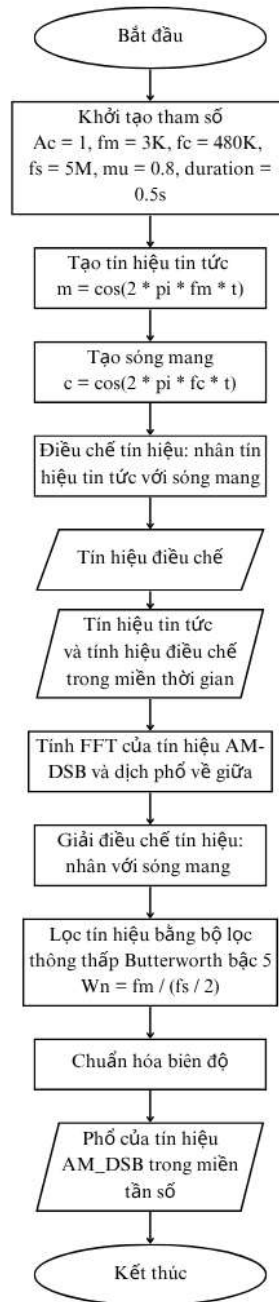 Bắt đầu
Khởi tạo tham số
Ac = 1, fm = 3K, fc = 480K,
fs = 5M, mu = 0.8, duration =
0.5s
Tạo tín hiệu tin tức
m = cos(2 * pi * fm * t)
Tạo sóng mang
c = cos(2 * pi * fc * t)
Điều chế tín hiệu: nhân tín
hiệu tin tức với sóng mang
Tín hiệu điều chế
Tín hiệu tin tức
và tính hiệu điều chế
trong miền thời gian
Tính FFT của tín hiệu AM-
DSB và dịch phổ về giữa
Giải điều chế tín hiệu:
nhân với sóng mang
Lọc tín hiệu bằng bộ lọc
thông thấp Butterworth bậc 5
Wn = fm / (fs / 2)
Chuẩn hóa biên độ
Phổ của tín hiệu
AM_DSB trong miền
tần số
Kết thúc